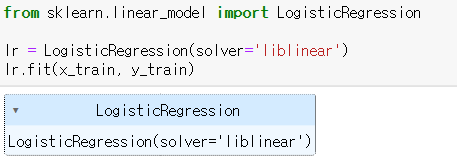 from sklearn.linear_model import LogisticRegression
lr = LogisticRegression(solver='liblinear')
lr.fit(x_train, y_train)
▾ LogisticRegression
LogisticRegression(solver='liblinear')